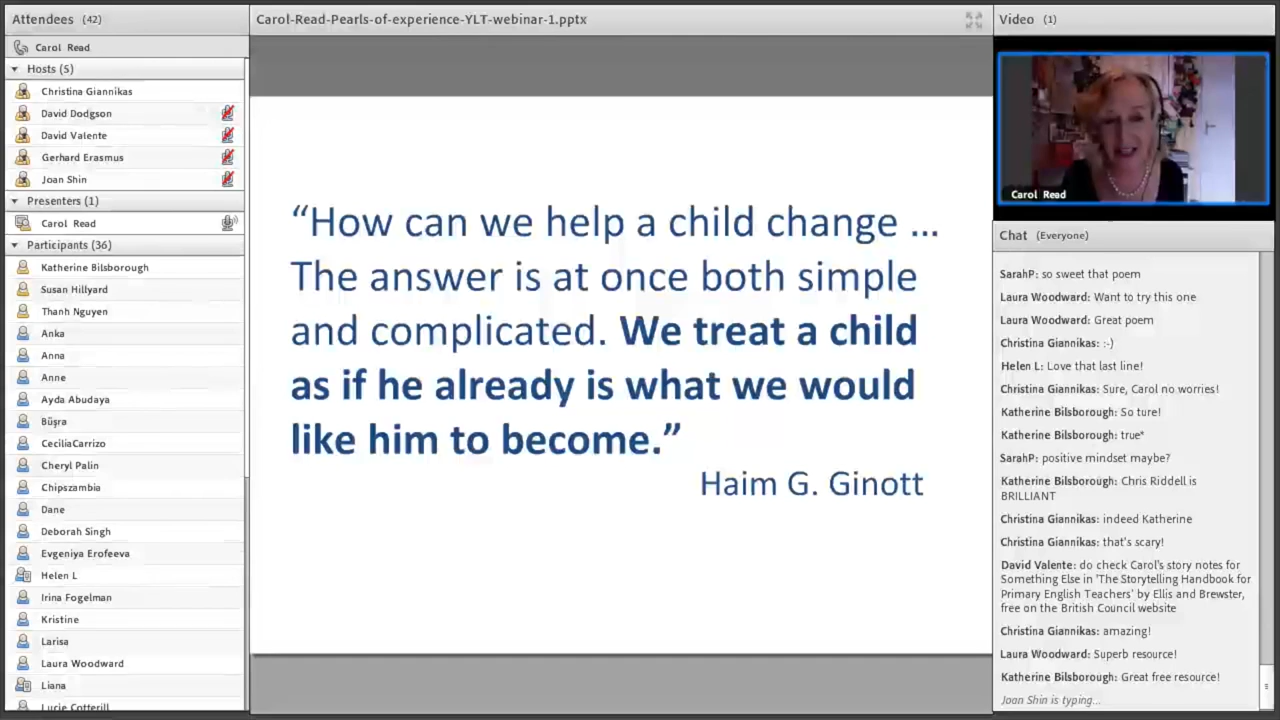 Attendees (42)
Carol Read
Hosts (5)
Christina Giannikas
David Dodgson
David Valente
Gerhard Erasmus
Joan Shin
Presenters (1)
Carol Read
Participants (36)
Katherine Bilsborough
Susan Hillyard
Thanh Nguyen
Anka
Anna
Anne
Ayda Abudaya
Büşra
CeciliaCarrizo
Cheryl Palin
Chipszambia
Dane
Deborah Singh
Evgeniya Erofeeva
Helen L
Irina Fogelman
Kristine
Larisa
Laura Woodward
Liana
Lucie Cotterill
Carol-Read-Pearls-of-experience-YLT-webinar-1.pptx
“How can we help a child change ...
The answer is at once both simple
and complicated. We treat a child
as if he already is what we would
like him to become.”
Haim G. Ginott
Video (1)
Carol Read
Chat (Everyone)
SarahP: so sweet that poem
Laura Woodward: Want to try this one
Laura Woodward: Great poem
Christina Giannikas: :-)
Helen L: Love that last line!
Christina Giannikas: Sure, Carol no worries!
Katherine Bilsborough: So ture!
Katherine Bilsborough: true*
SarahP: positive mindset maybe?
Katherine Bilsborough: Chris Riddell is
BRILLIANT
Christina Giannikas: indeed Katherine
Christina Giannikas: that's scary!
David Valente: do check Carol's story notes for
Something Else in 'The Storytelling Handbook for
Primary English Teachers' by Ellis and Brewster,
free on the British Council website
Christina Giannikas: amazing!
Laura Woodward: Superb resource!
Katherine Bilsborough: Great free resource!
Joan Shin is typing...